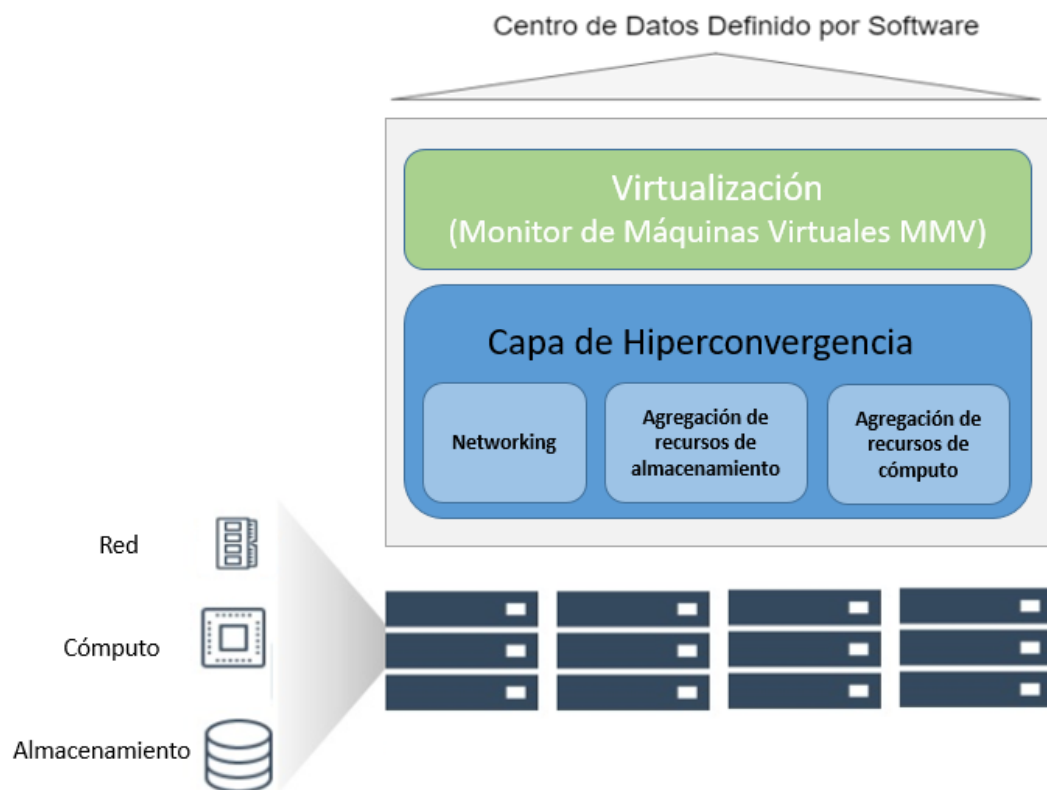 Centro de Datos Definido por Software
Virtualización
(Monitor de Máquinas Virtuales MMV)
Capa de Hiperconvergencia
Networking
Agregación de
recursos de
almacenamiento
Agregación de
recursos de
cómputo
Red
Cómputo
Almacenamiento